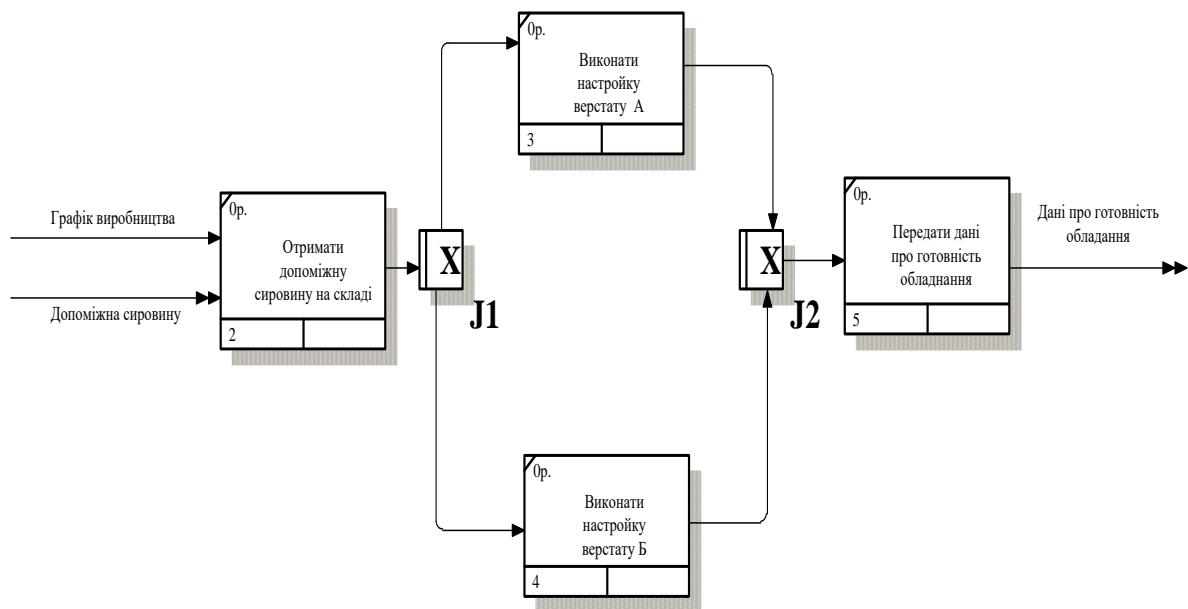 0р.
Виконати
настройку
верстату А
3
Графік виробництва
Допоміжна сировину
0р.
Отримати
допоміжну
сировину на складі
2
X
J1
X
J2
0р.
Передати дані
про готовність
обладнання
5
Дані про готовність
обладання
0р.
Виконати
настройку
верстату Б
4